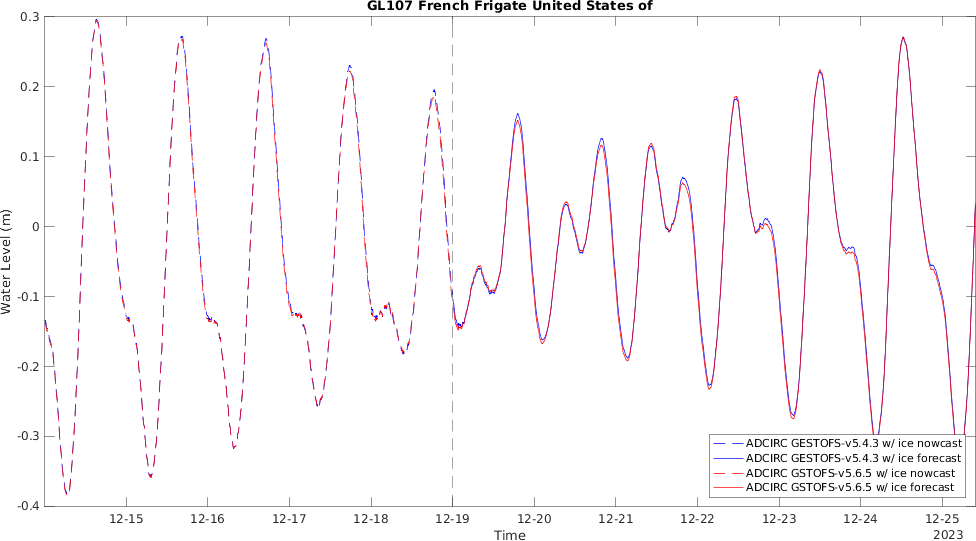 GL107 French Frigate United States of
0.3
0.2
0.1
0
-0.1
-0.2
-0.3
-0.4
Water Level (m)
ADCIRC GESTOFS-v5.4.3 w/ ice nowcast
ADCIRC GESTOFS-v5.4.3 w/ ice forecast
ADCIRC GSTOFS-v5.6.5 w/ ice nowcast
ADCIRC GSTOFS-v5.6.5 w/ ice forecast
12-15 12-16 12-17 12-18 12-19 12-20 12-21 12-22 12-23 12-24 12-25
Time
2023